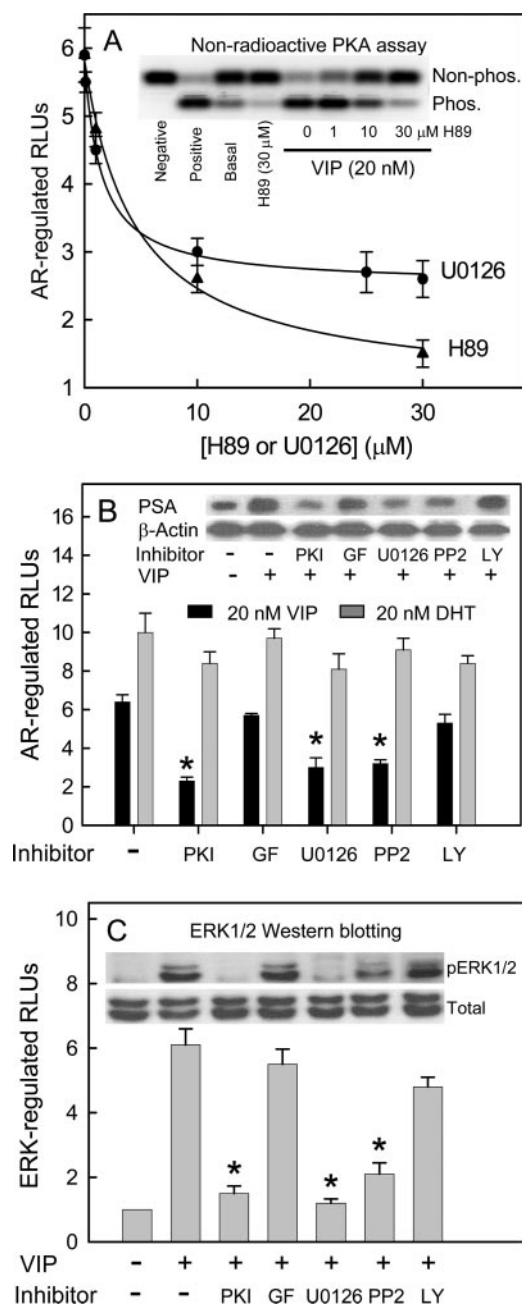 A
Non-radioactive PKA assay
Non-phos.
Phos.
Negative
Positive
Basal
H89 (30 μM)
0 1 10 30 μM H89
VIP (20 nM)
6
5
4
3
2
1
AR-regulated RLUs
U0126
H89
0 10 20 30
[H89 or U0126] (μM)
B
PSA
β-Actin
Inhibitor - - PKI GF U0126 PP2 LY
VIP - + + + + + +
20 nM VIP 20 nM DHT
16
14
12
10
8
6
4
2
0
AR-regulated RLUs
* * *
Inhibitor - PKI GF U0126 PP2 LY
C
ERK1/2 Western blotting
pERK1/2
Total
10
8
6
4
2
0
ERK-regulated RLUs
* * *
VIP - + + + + + +
Inhibitor - - PKI GF U0126 PP2 LY